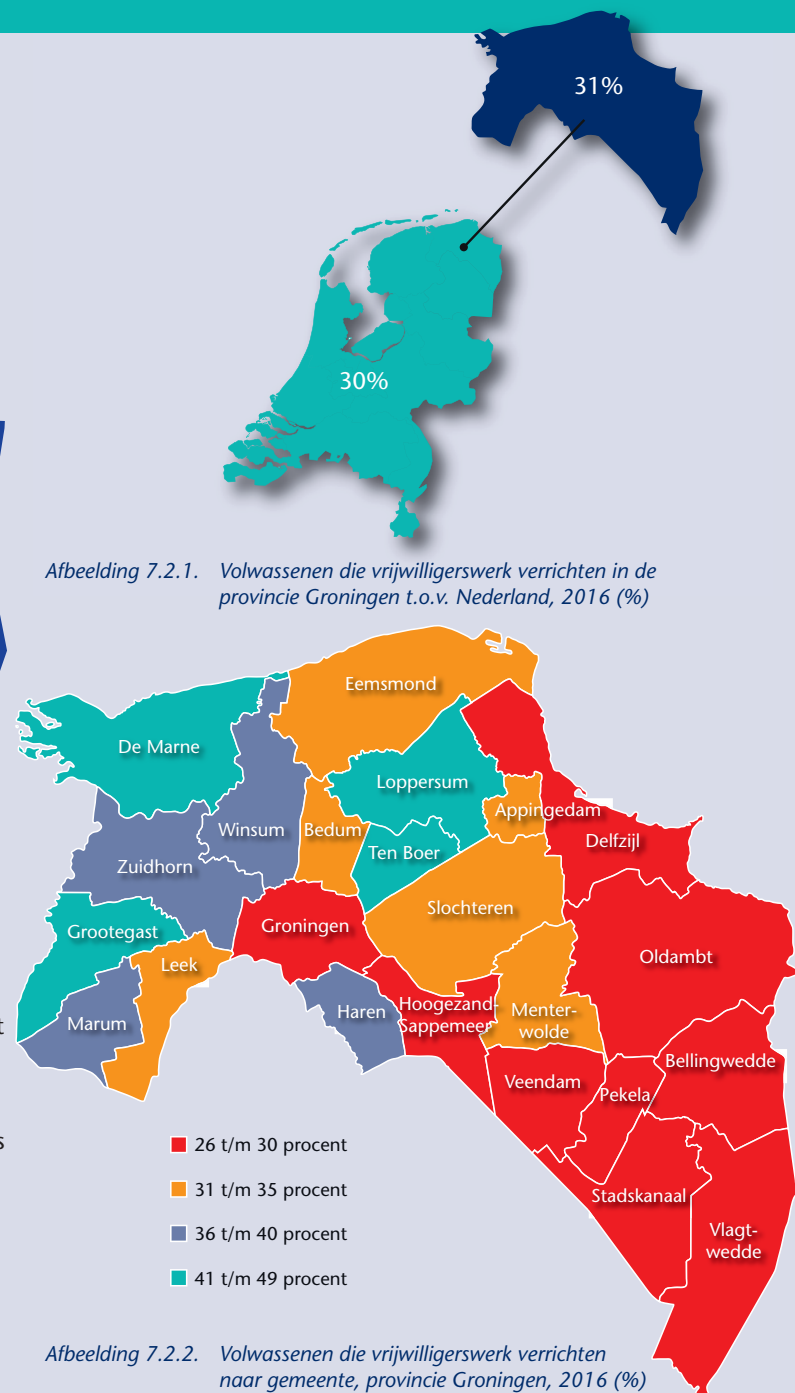 31%
30%
Afbeelding 7.2.1. Volwassenen die vrijwilligerswerk verrichten in de
provincie Groningen t.o.v. Nederland, 2016 (%)
Eemsmond
De Marne
Loppersum
Appingedam
Winsum
Bedum
Delfzijl
Ten Boer
Zuidhorn
Slochteren
Grootegast
Groningen
Oldambt
Leek
Marum
Haren
Hoogezand-
Sappemeer
Menter-
wolde
Bellingwedde
Veendam
Pekela
Stadskanaal
Vlagt-
wedde
t
s
26 t/m 30 procent
31 t/m 35 procent
36 t/m 40 procent
41 t/m 49 procent
Afbeelding 7.2.2. Volwassenen die vrijwilligerswerk verrichten
naar gemeente, provincie Groningen, 2016 (%)